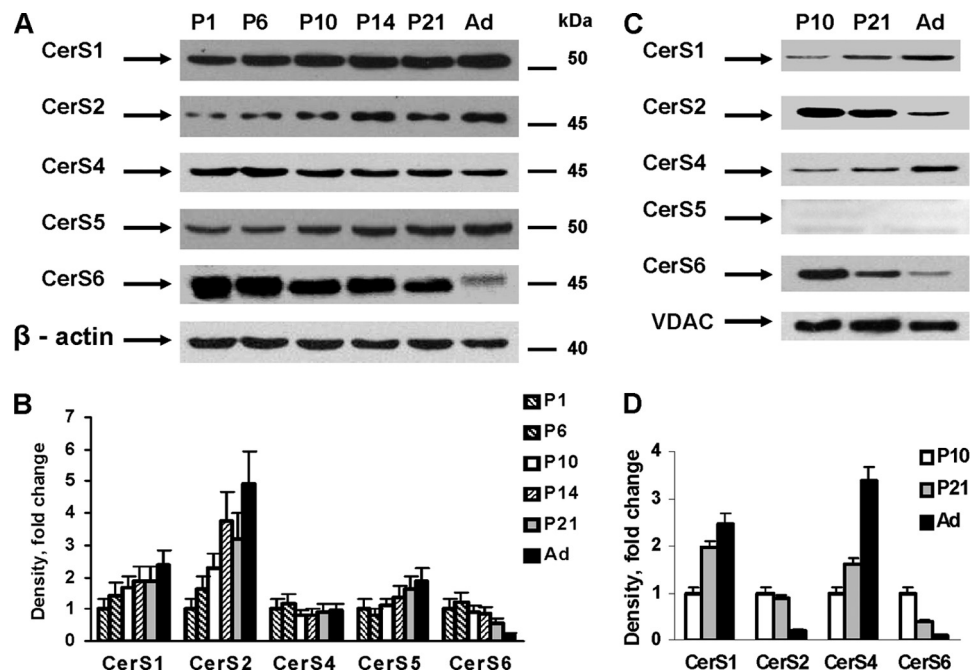 A P1 P6 P10 P14 P21 Ad kDa
CerS1 50
CerS2 45
CerS4 45
CerS5 50
CerS6 45
β - actin 40
C P10 P21 Ad
CerS1
CerS2
CerS4
CerS5
CerS6
VDAC
B
Density, fold change
7
6
5
4
3
2
1
0
CerS1 CerS2 CerS4 CerS5 CerS6
P1
P6
P10
P14
P21
Ad
D
Density, fold change
4
3
2
1
0
CerS1 CerS2 CerS4 CerS6
P10
P21
Ad